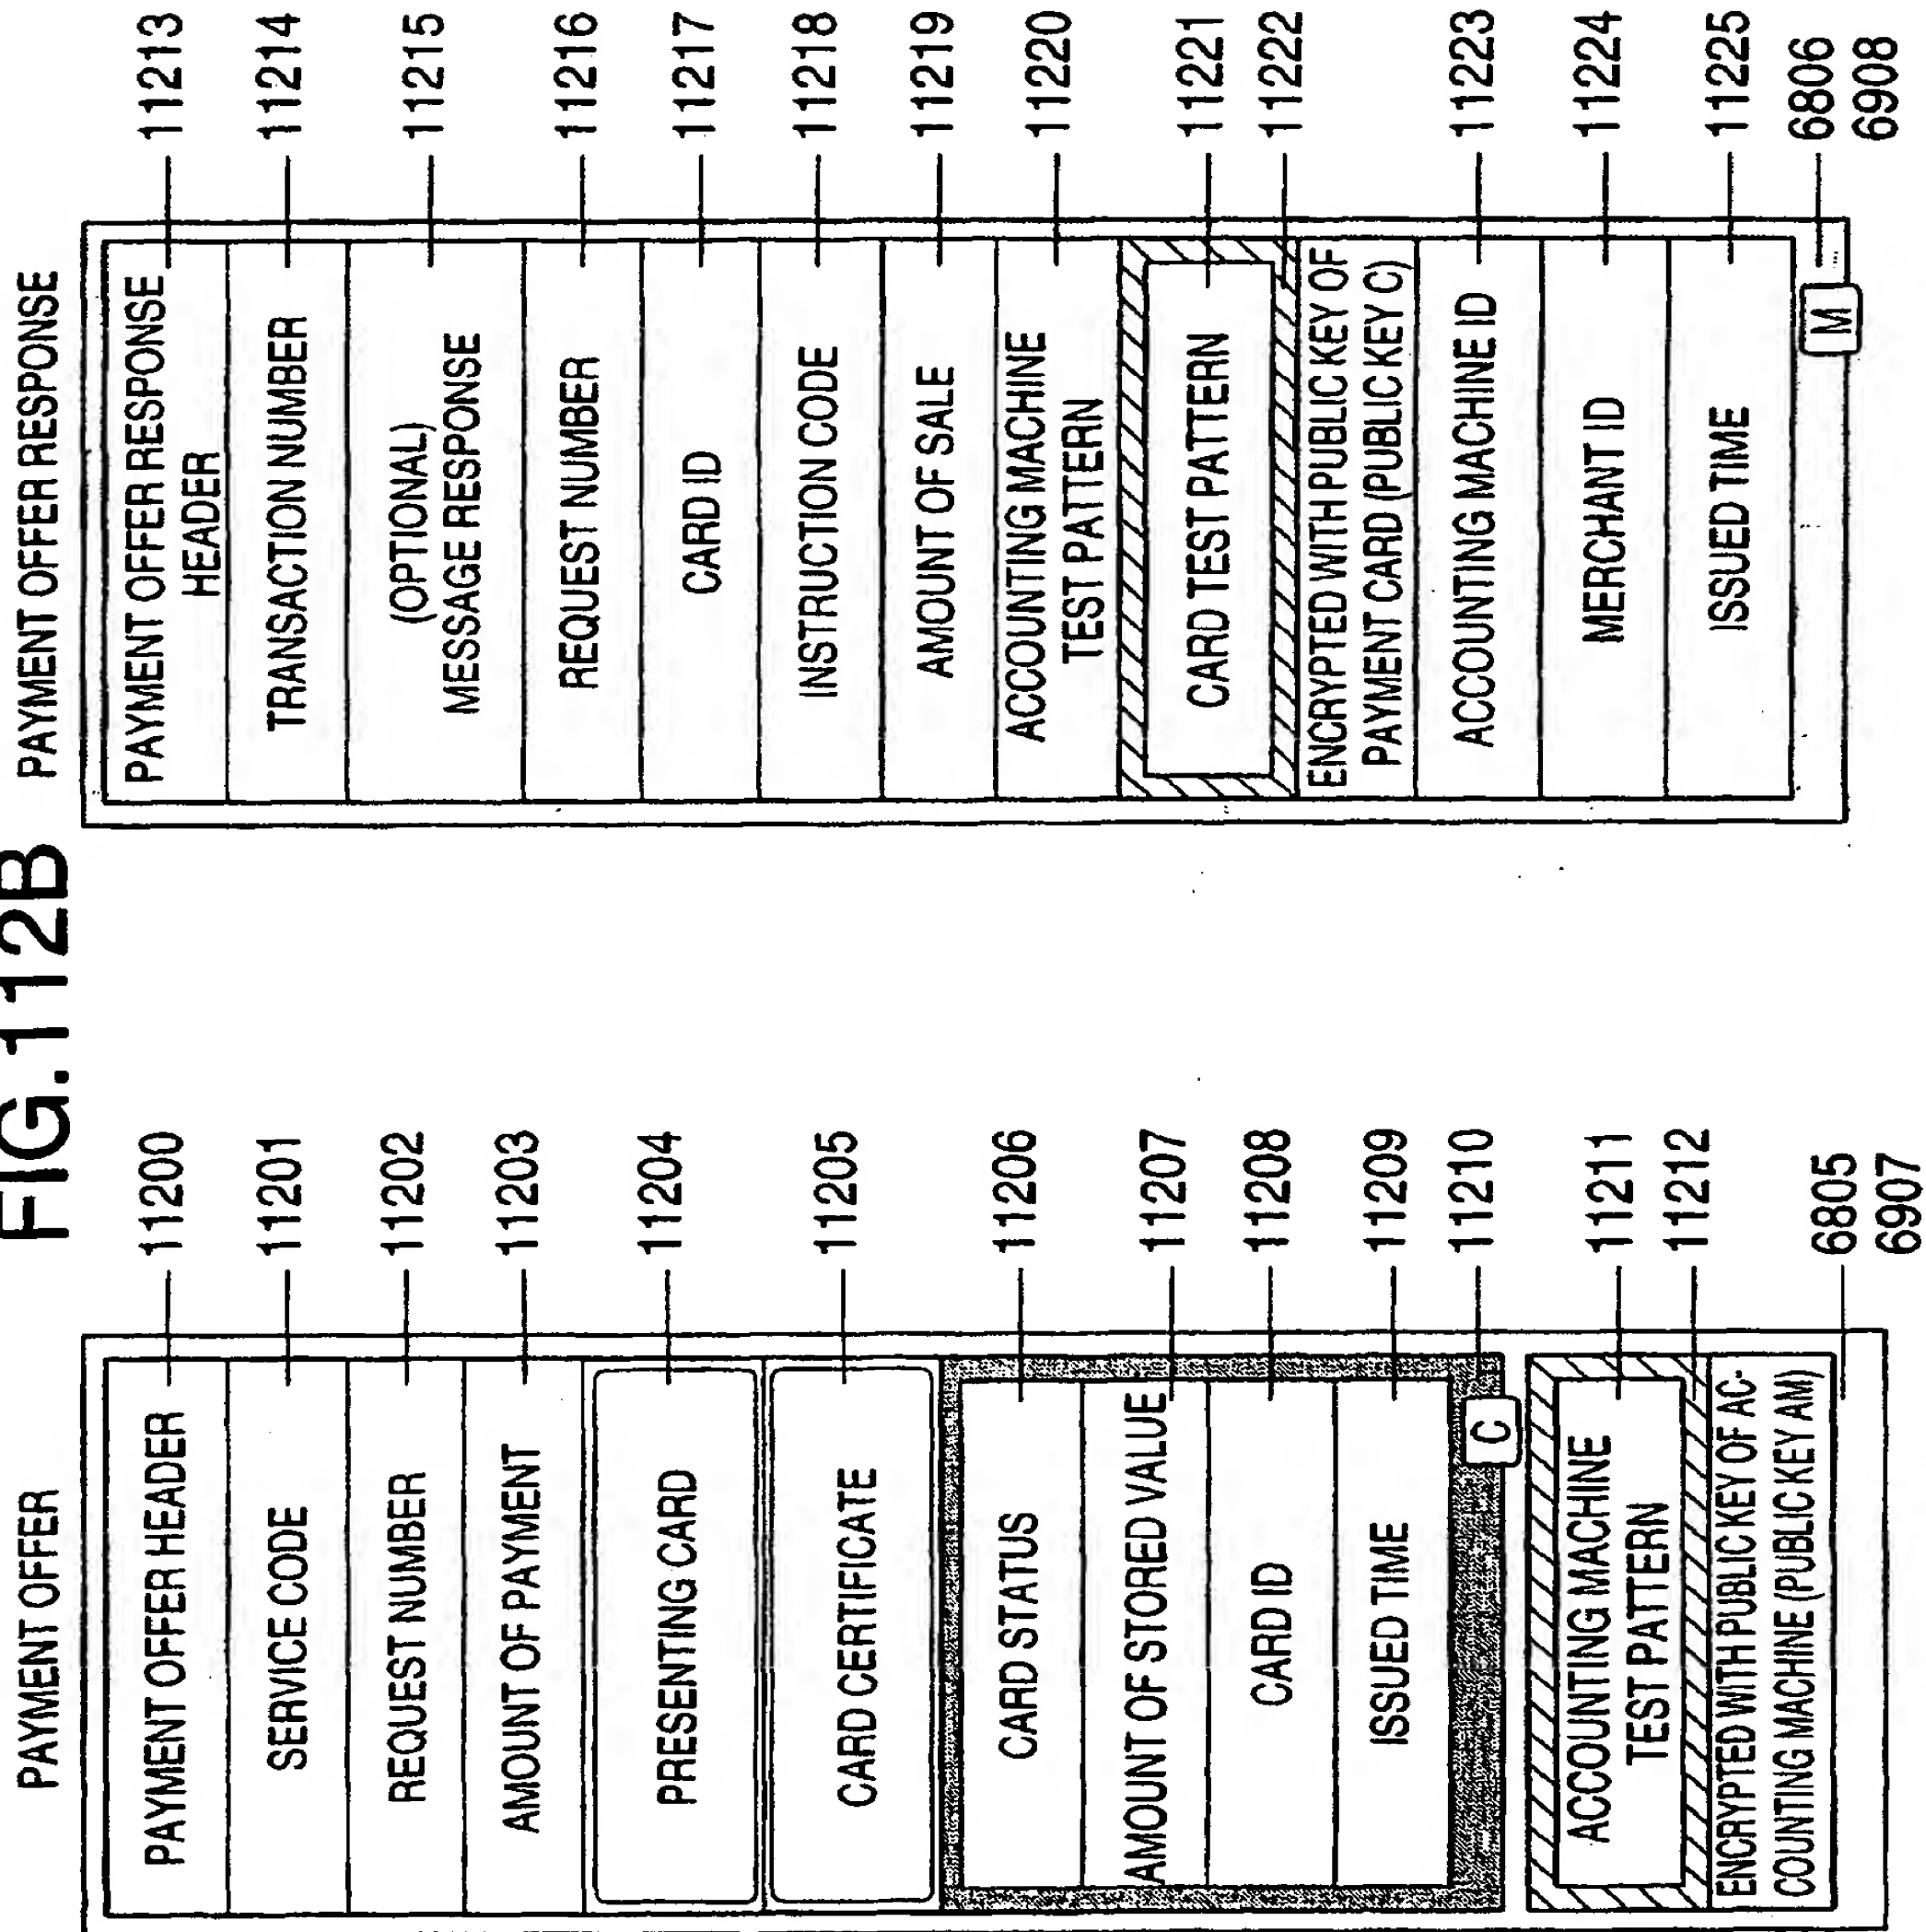 FIG.112B
PAYMENT OFFER
PAYMENT OFFER HEADER
11200
SERVICE CODE
11201
REQUEST NUMBER
11202
AMOUNT OF PAYMENT
11203
PRESENTING CARD
11204
CARD CERTIFICATE
11205
CARD STATUS
11206
AMOUNT OF STORED VALUE
11207
CARD ID
11208
ISSUED TIME
11209
C
11210
ACCOUNTING MACHINE
TEST PATTERN
11211
11212
ENCRYPTED WITH PUBLIC KEY OF AC-
COUNTING MACHINE (PUBLIC KEY AM)
6805
6907
PAYMENT OFFER RESPONSE
PAYMENT OFFER RESPONSE
HEADER
11213
TRANSACTION NUMBER
11214
(OPTIONAL)
MESSAGE RESPONSE
11215
REQUEST NUMBER
11216
CARD ID
11217
INSTRUCTION CODE
11218
AMOUNT OF SALE
11219
ACCOUNTING MACHINE
TEST PATTERN
11220
CARD TEST PATTERN
11221
11222
ENCRYPTED WITH PUBLIC KEY OF
PAYMENT CARD (PUBLIC KEY C)
ACCOUNTING MACHINE ID
11223
MERCHANT ID
11224
ISSUED TIME
11225
M
6806
6908